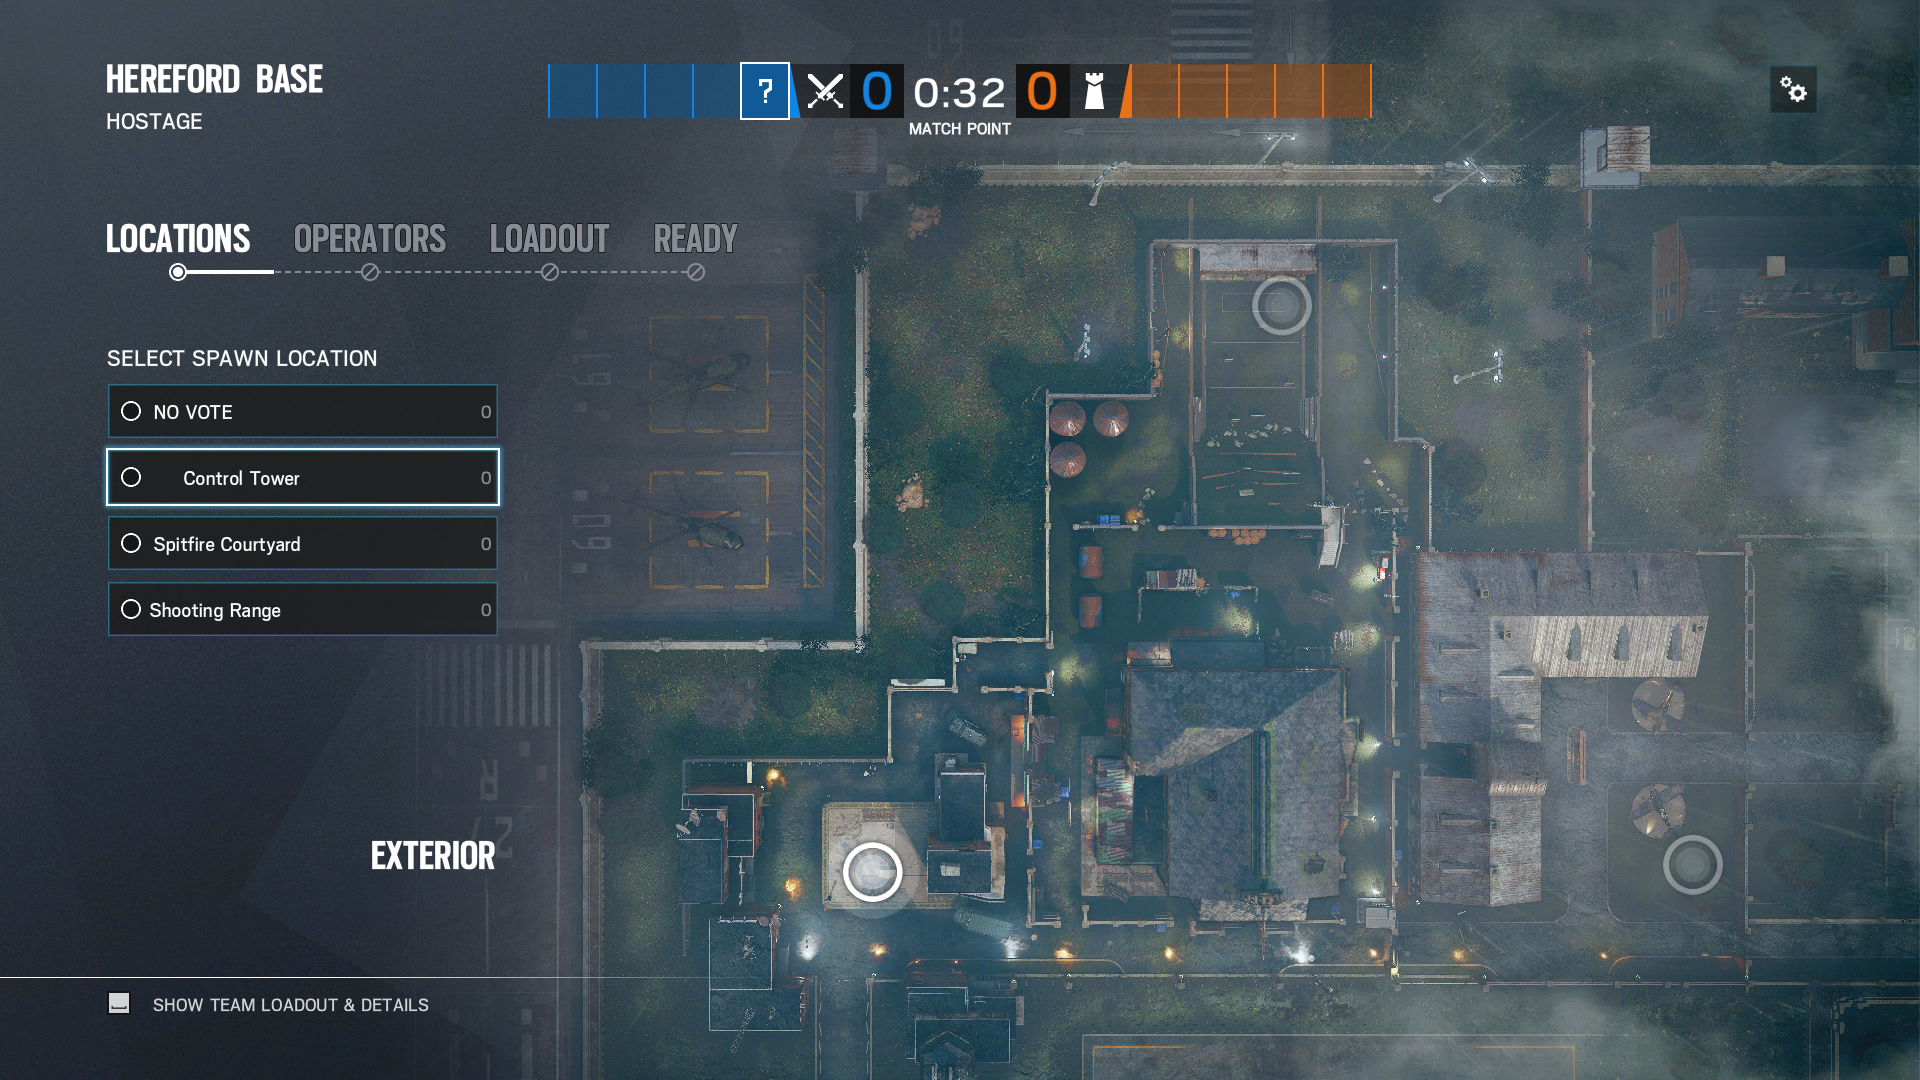 HEREFORD BASE
HOSTAGE
?
0
0:32
0
MATCH POINT
LOCATIONS
OPERATORS
LOADOUT
READY
SELECT SPAWN LOCATION
NO VOTE 0
Control Tower 0
Spitfire Courtyard 0
Shooting Range 0
EXTERIOR
SHOW TEAM LOADOUT & DETAILS